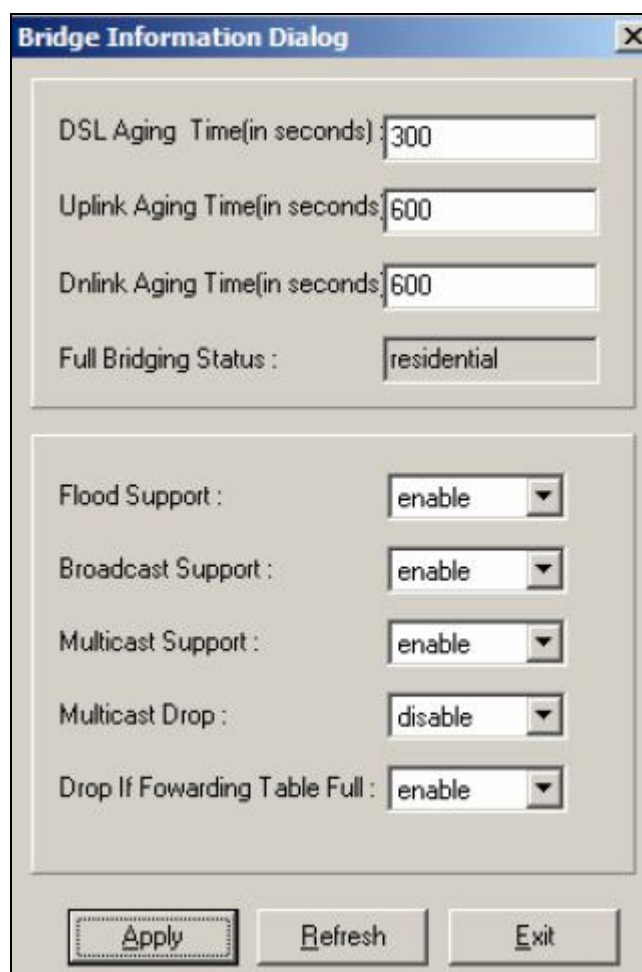 Bridge Information Dialog
DSL Aging Time(in seconds) : 300
Uplink Aging Time(in seconds) 600
Dnlink Aging Time(in seconds) 600
Full Bridging Status : residential
Flood Support : enable
Broadcast Support : enable
Multicast Support : enable
Multicast Drop : disable
Drop If Fowarding Table Full : enable
Apply Refresh Exit